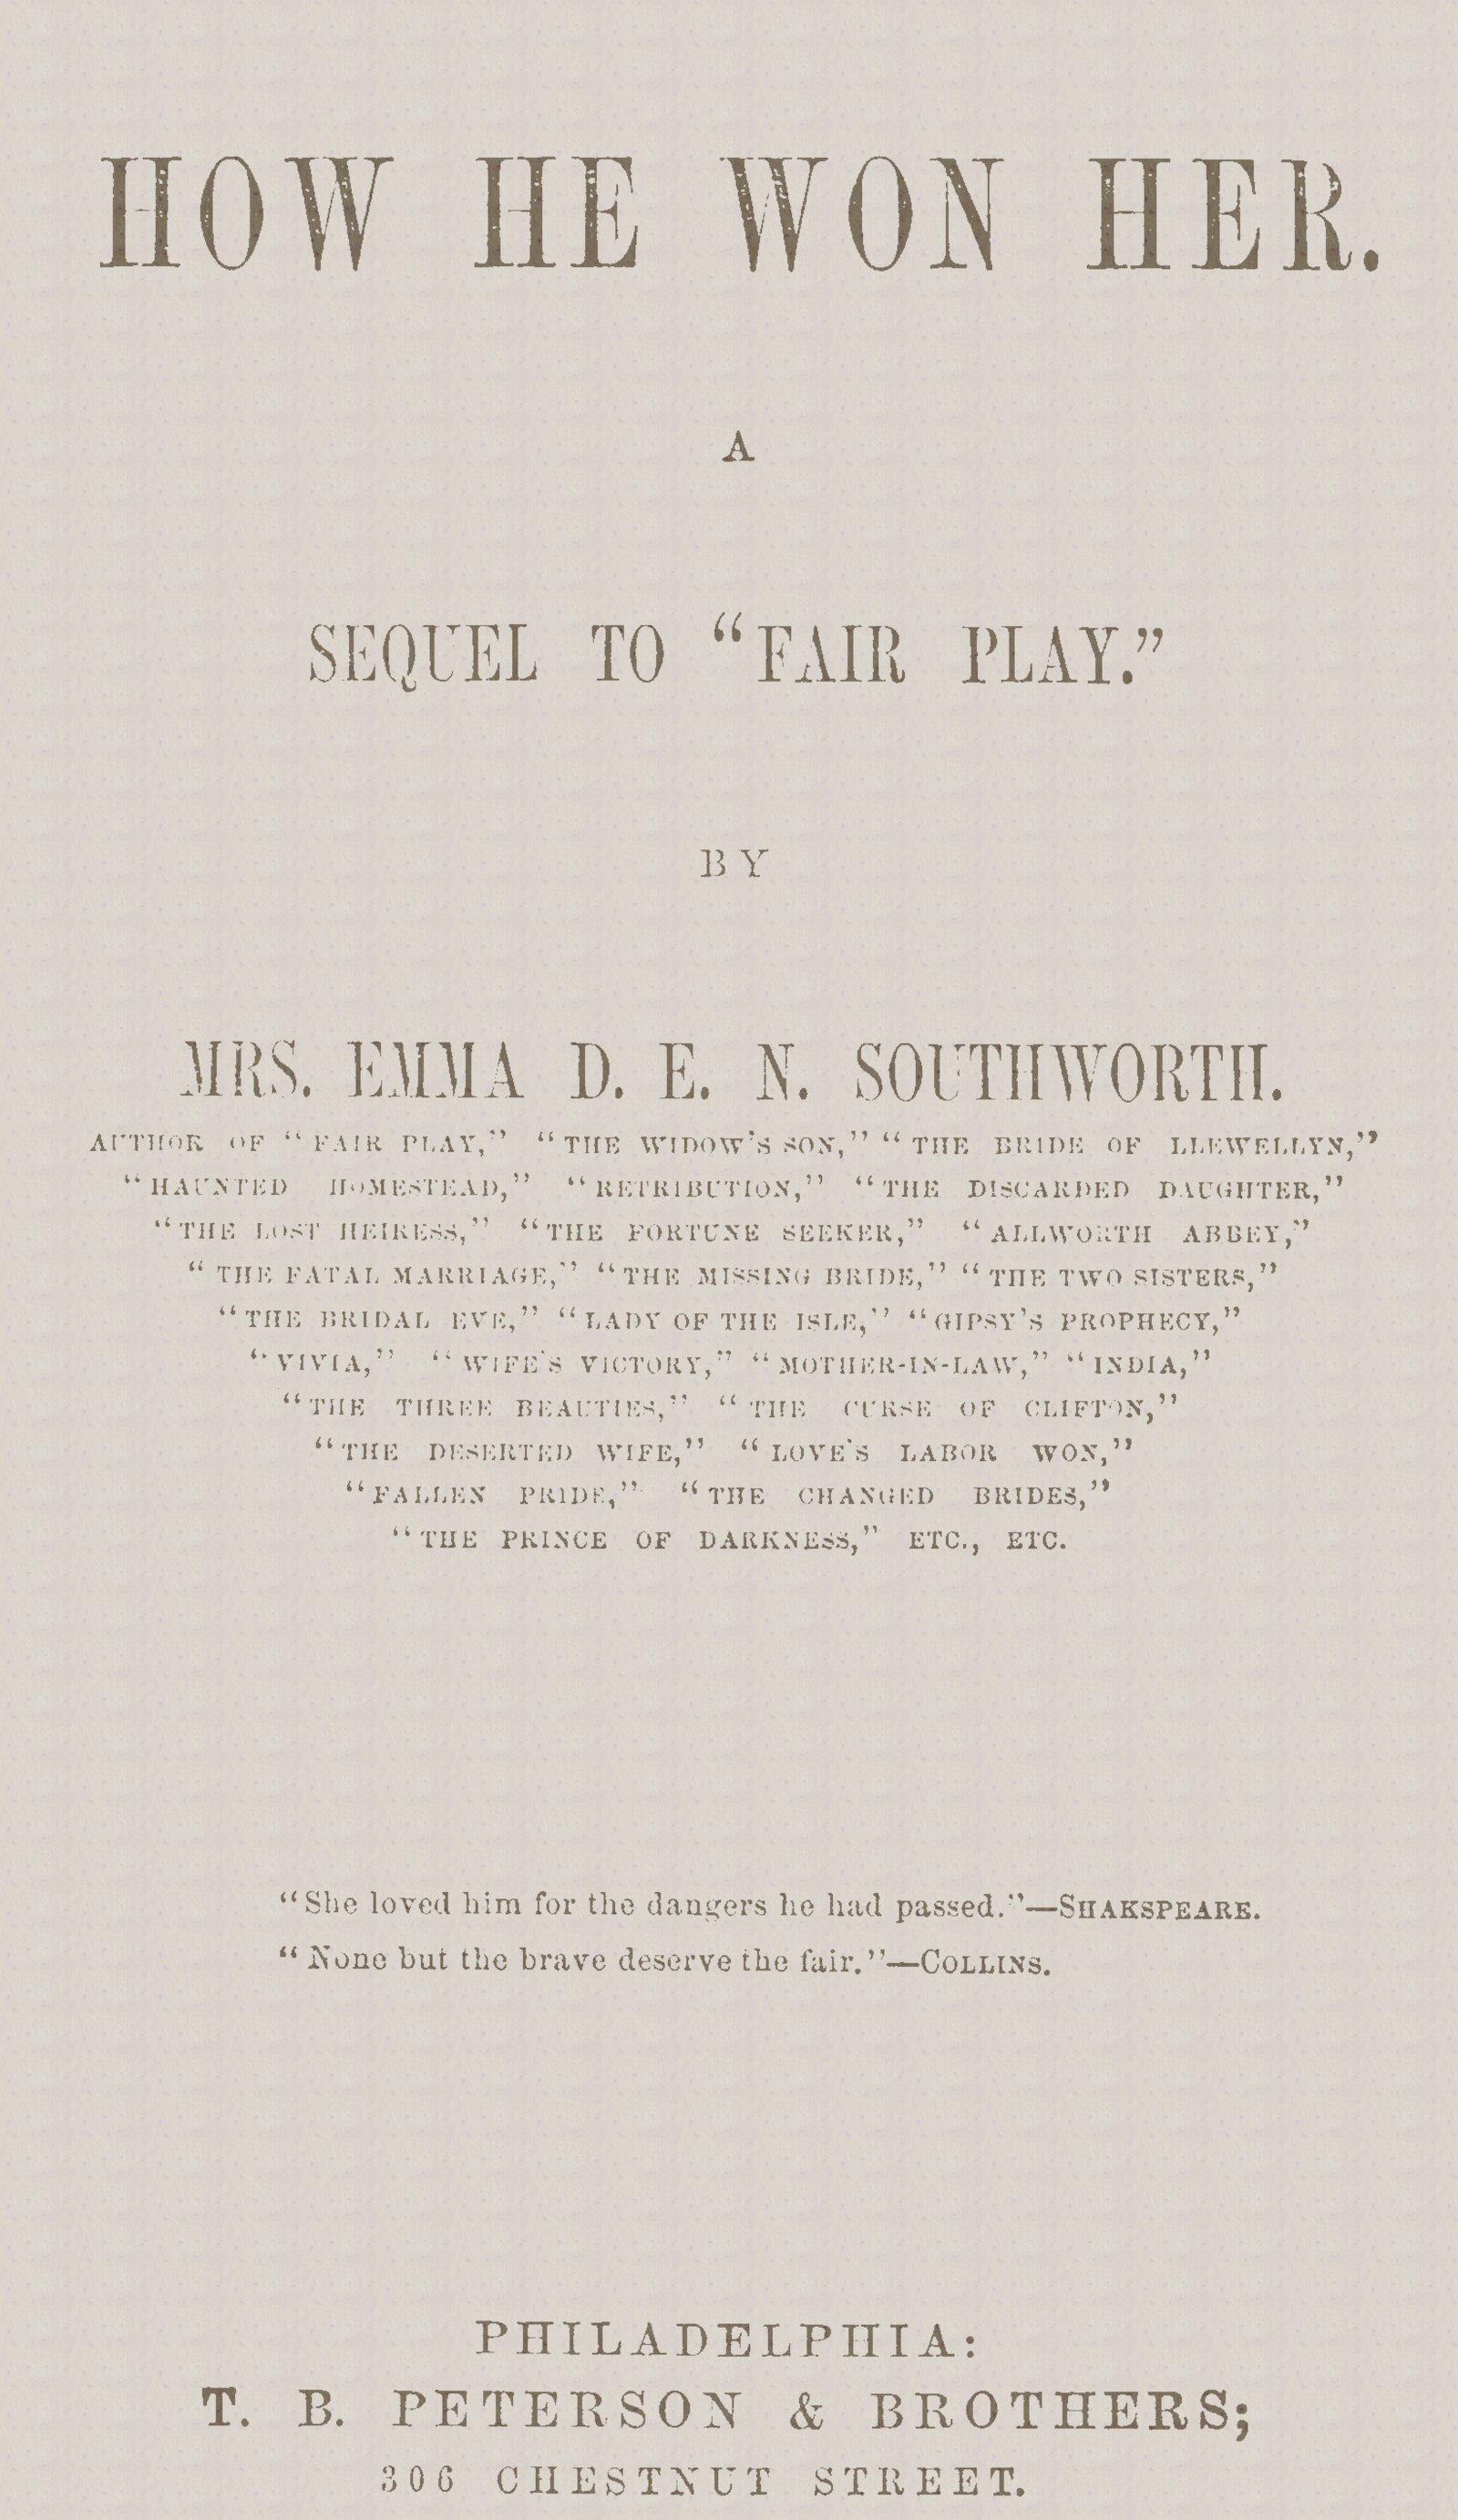 HOW HE WON HER.
A
SEQUEL TO “FAIR PLAY.”
BY
MRS. EMMA D. E. N. SOUTHWORTH.
AUTHOR OF “FAIR PLAY,” “THE WIDOW'S SON,” “THE BRIDE OF LLEWELLYN,”
“HAUNTED HOMESTEAD,” “RETRIBUTION,” “THE DISCARDED DAUGHTER,”
“THE LOST HEIRESS,” “THE FORTUNE SEEKER,” “ALLWORTH ABBEY,”
“THE FATAL MARRIAGE,” “THE MISSING BRIDE,” “THE TWO SISTERS,”
“THE BRIDAL EVE,” “LADY OF THE ISLE,” “GIPSY'S PROPHECY,”
“VIVIA,” “WIFE'S VICTORY,” “MOTHER-IN-LAW,” “INDIA,”
“THE THREE BEAUTIES,” “THE CURSE OF CLIFTON,”
“THE DESERTED WIFE,” “LOVE'S LABOR WON,”
“FALLEN PRIDE,” “THE CHANGED BRIDES,”
“THE PRINCE OF DARKNESS,” ETC., ETC.
“She loved him for the dangers he had passed.”—SHAKSPEARE.
“None but the brave deserve the fair.”—COLLINS.
PHILADELPHIA:
T. B. PETERSON & BROTHERS;
306 CHESTNUT STREET.